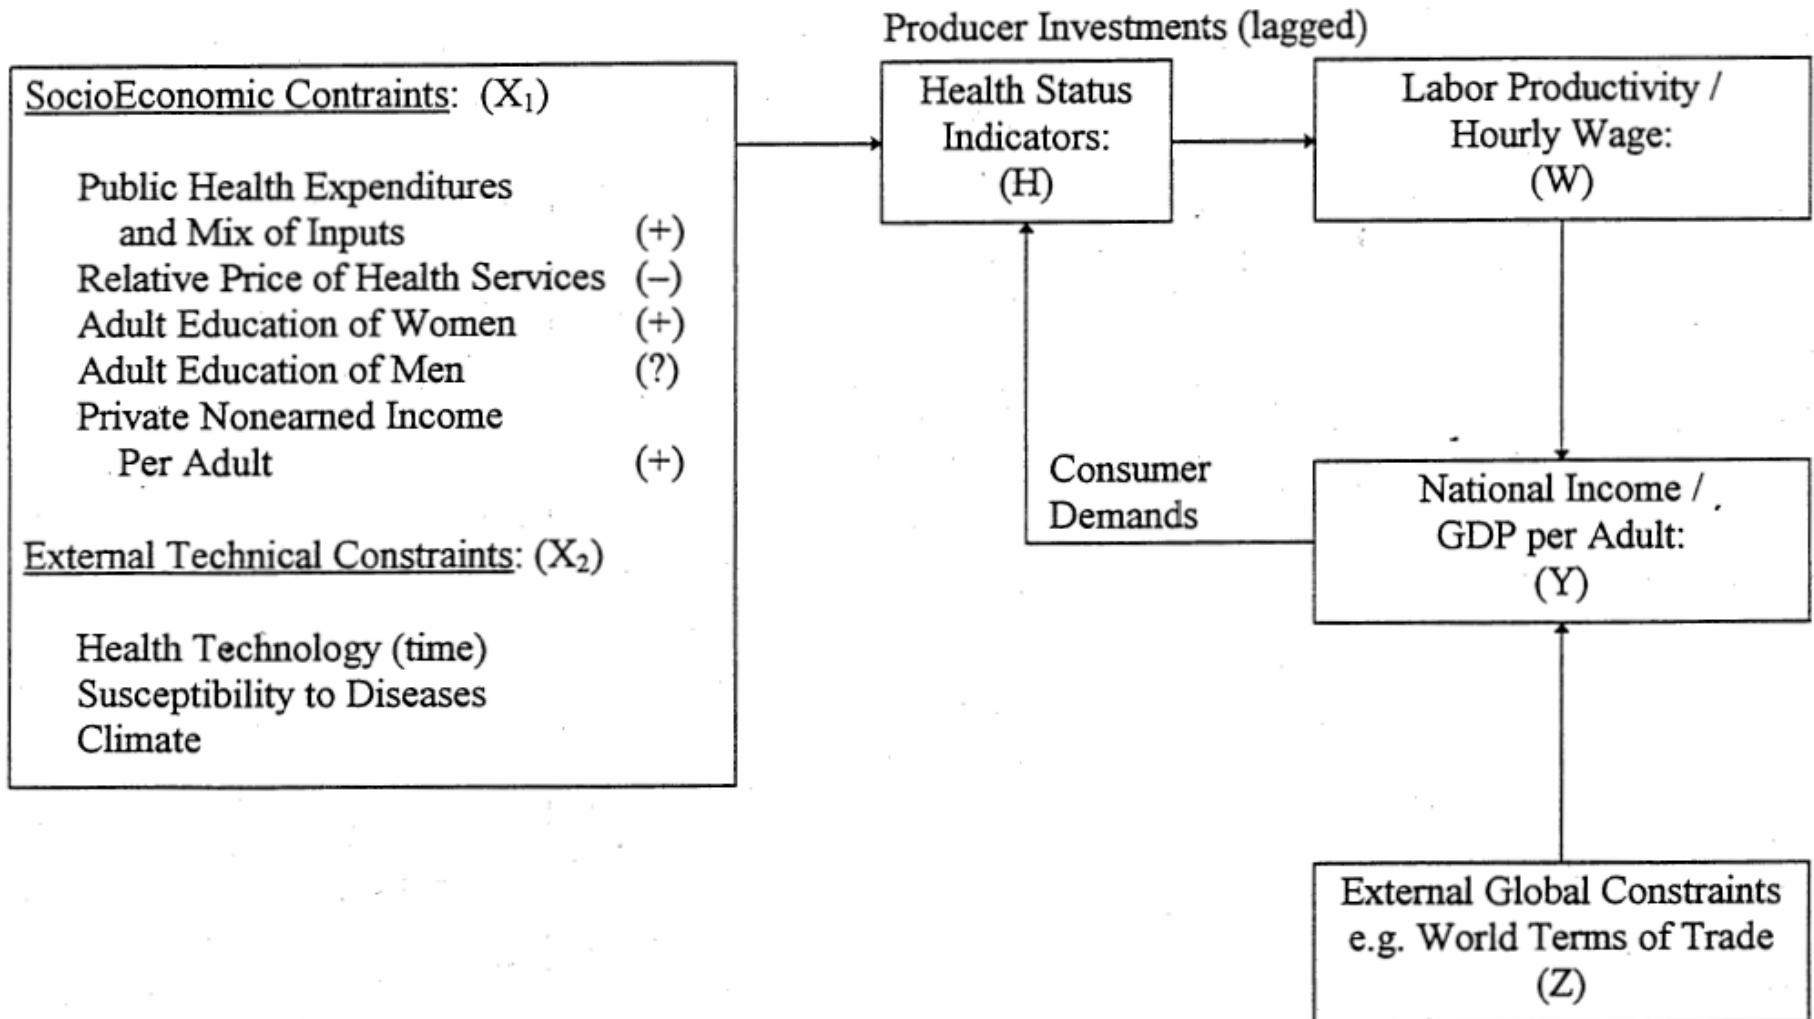 Producer Investments (lagged)
SocioEconomic Contraints: (X₁)
Public Health Expenditures
and Mix of Inputs (+)
Relative Price of Health Services (–)
Adult Education of Women (+)
Adult Education of Men (?)
Private Nonearned Income
Per Adult (+)
External Technical Constraints: (X₂)
Health Technology (time)
Susceptibility to Diseases
Climate
Health Status
Indicators:
(H)
Labor Productivity /
Hourly Wage:
(W)
Consumer
Demands
National Income /
GDP per Adult:
(Y)
External Global Constraints
e.g. World Terms of Trade
(Z)